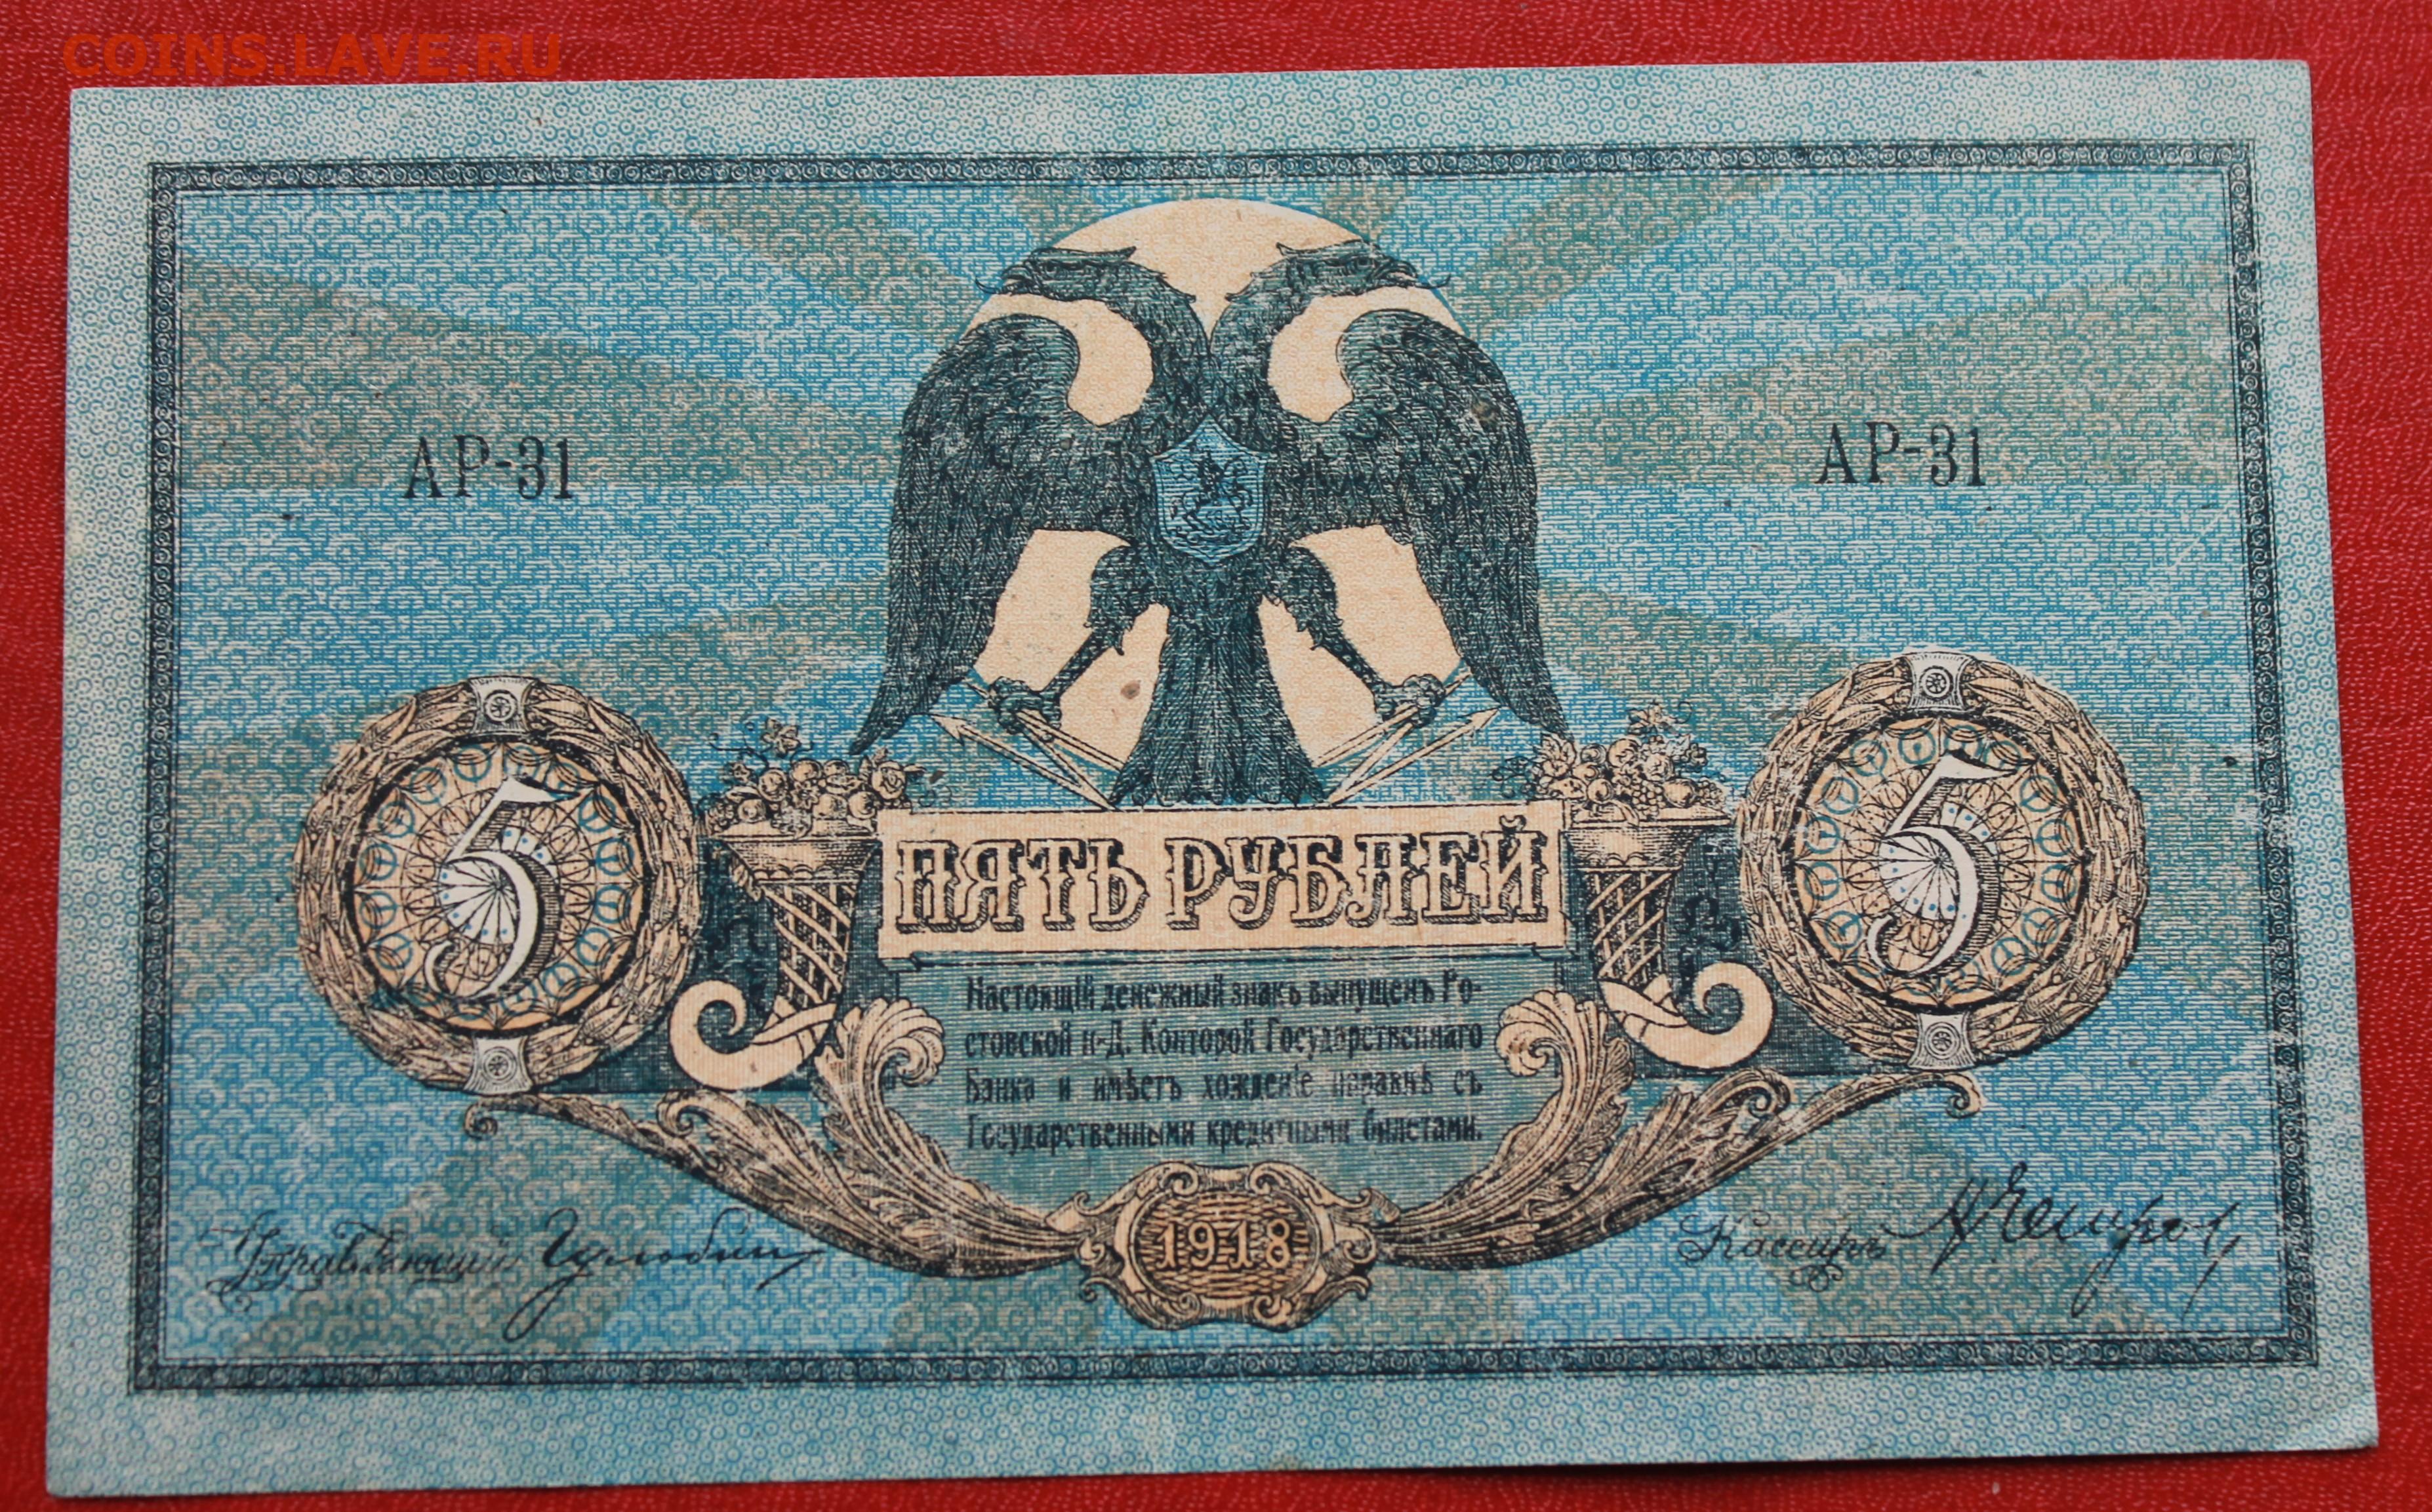 COINS.LAVE.RU
АР-31 АР-31
5 ПЯТЬ РУБЛЕЙ 5
Настоящій денежный знакъ выпущенъ Ро-
стовской н-Д. Конторой Государственнаго
Банка и имѣетъ хожденіе наравнѣ съ
Государственными кредитными билетами.
Управляющій Кассиръ
1918